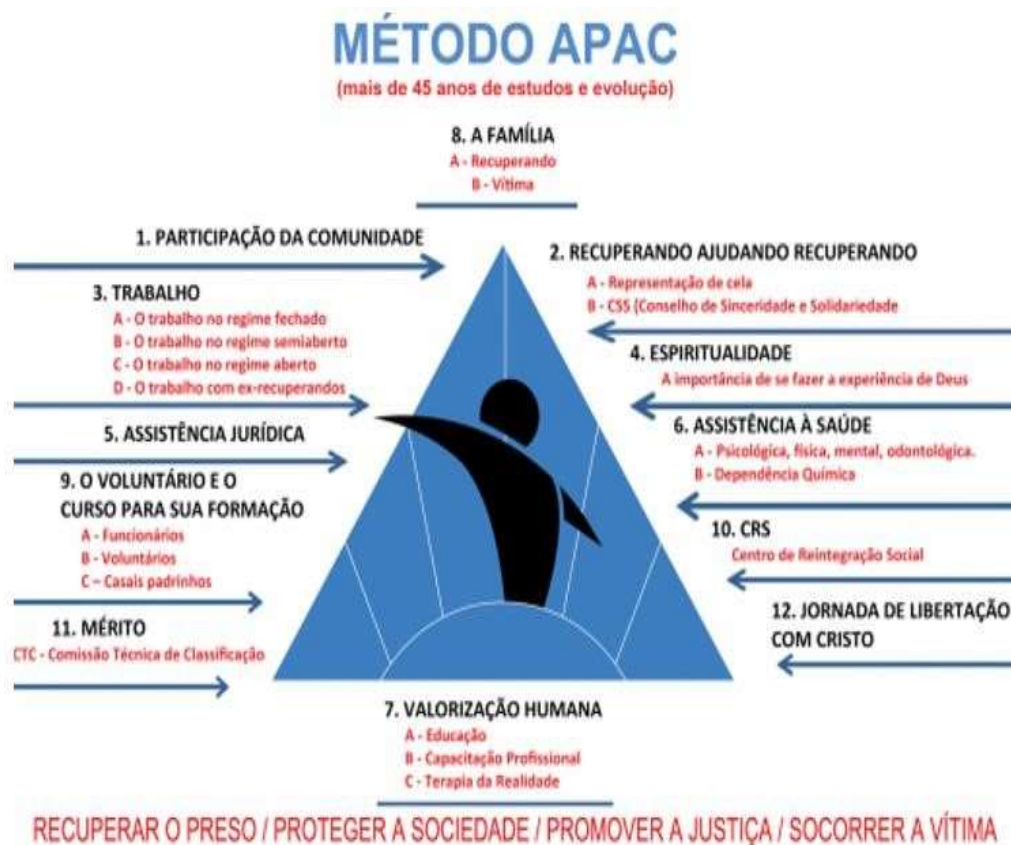 MÉTODO APAC
(mais de 45 anos de estudos e evolução)
8. A FAMÍLIA
A - Recuperando
B - Vítima
1. PARTICIPAÇÃO DA COMUNIDADE
2. RECUPERANDO AJUDANDO RECUPERANDO
A - Representação de cela
B - CSS (Conselho de Sinceridade e Solidariedade
3. TRABALHO
A - O trabalho no regime fechado
B - O trabalho no regime semiaberto
C - O trabalho no regime aberto
D - O trabalho com ex-recuperandos
4. ESPIRITUALIDADE
A importância de se fazer a experiência de Deus
5. ASSISTÊNCIA JURÍDICA
6. ASSISTÊNCIA À SAÚDE
A - Psicológica, física, mental, odontológica.
B - Dependência Química
9. O VOLUNTÁRIO E O
CURSO PARA SUA FORMAÇÃO
A - Funcionários
B - Voluntários
C – Casais padrinhos
10. CRS
Centro de Reintegração Social
11. MÉRITO
CTC - Comissão Técnica de Classificação
12. JORNADA DE LIBERTAÇÃO
COM CRISTO
7. VALORIZAÇÃO HUMANA
A - Educação
B - Capacitação Profissional
C - Terapia da Realidade
RECUPERAR O PRESO / PROTEGER A SOCIEDADE / PROMOVER A JUSTIÇA / SOCORRER A VÍTIMA